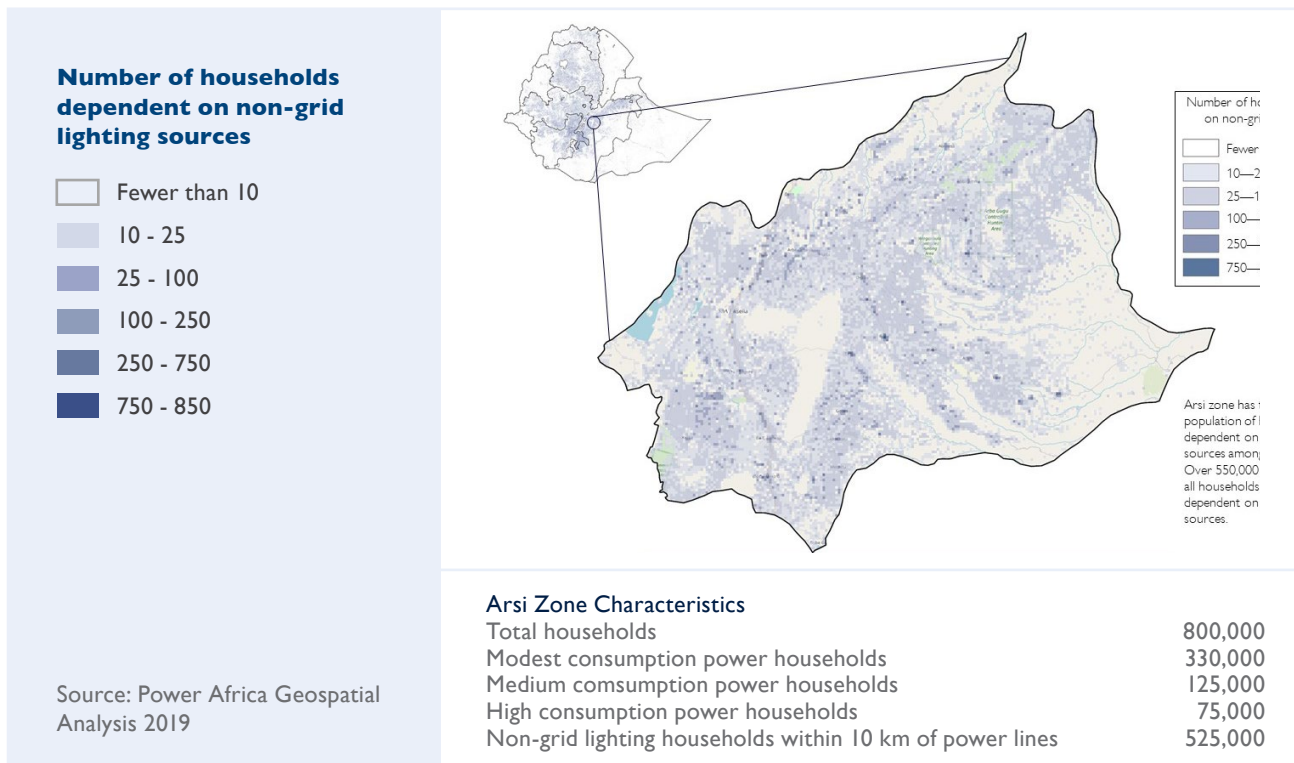 Number of households
dependent on non-grid
lighting sources
Fewer than 10
10 - 25
25 - 100
100 - 250
250 - 750
750 - 850
Source: Power Africa Geospatial
Analysis 2019
Number of ho
on non-gri
Fewer
10—2
25—1
100—
250—
750—
Arsi zone has
population of
dependent on
sources among
Over 550,000
all households
dependent on
sources.
Arsi Zone Characteristics
Total households 800,000
Modest consumption power households 330,000
Medium comsumption power households 125,000
High consumption power households 75,000
Non-grid lighting households within 10 km of power lines 525,000